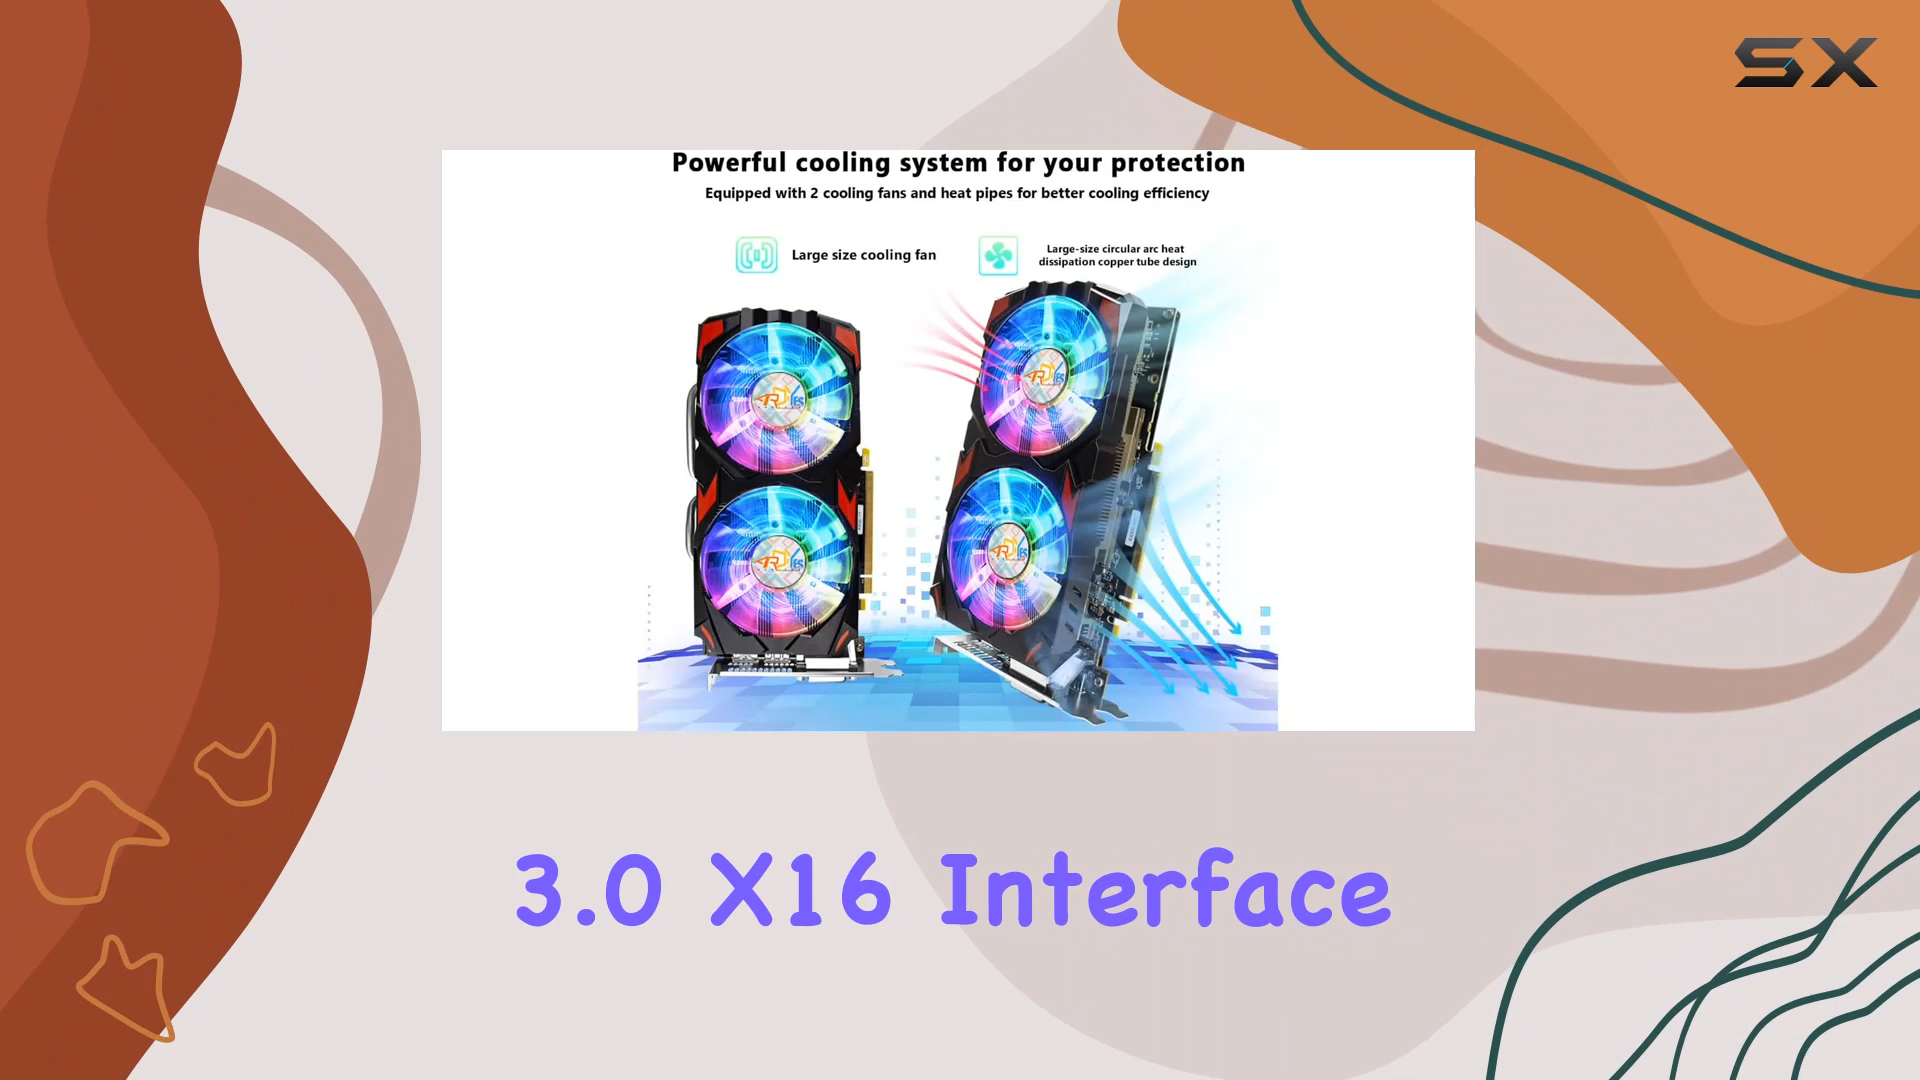 SX
Powerful cooling system for your protection
Equipped with 2 cooling fans and heat pipes for better cooling efficiency
Large size cooling fan
Large-size circular arc heat
dissipation copper tube design
3.0 X16 Interface